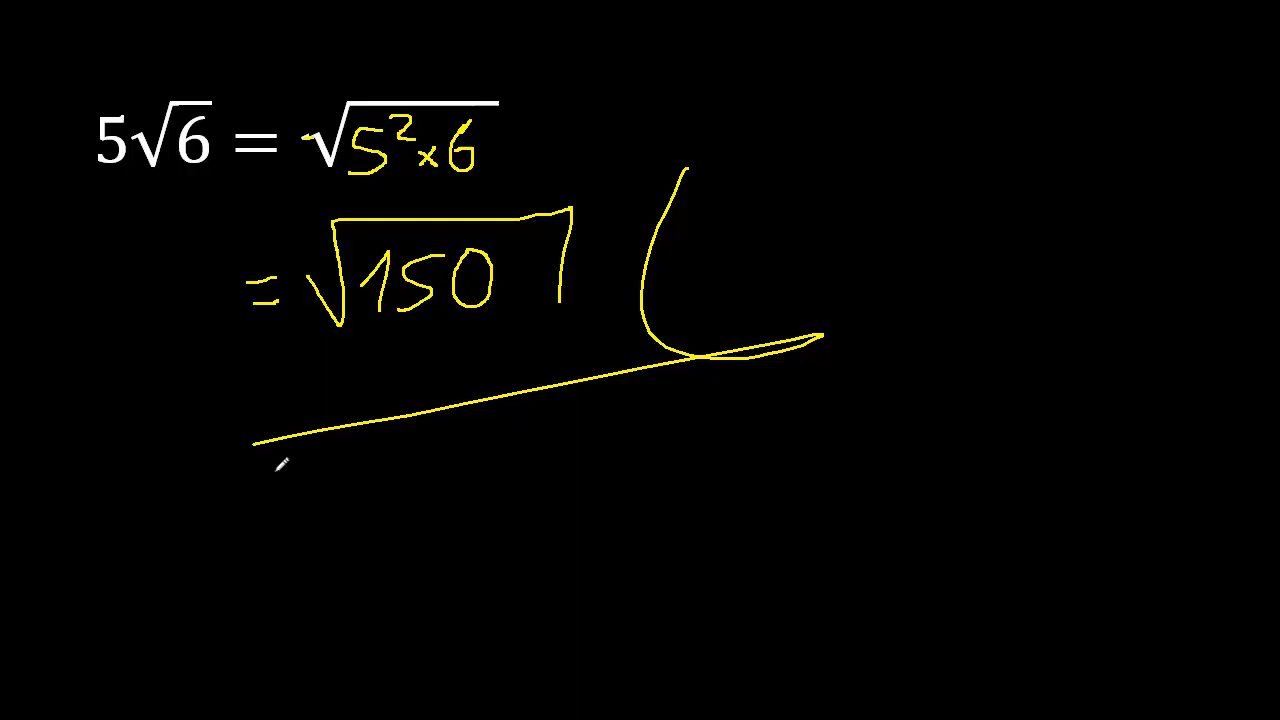 5√6 = √5²×6
= √150